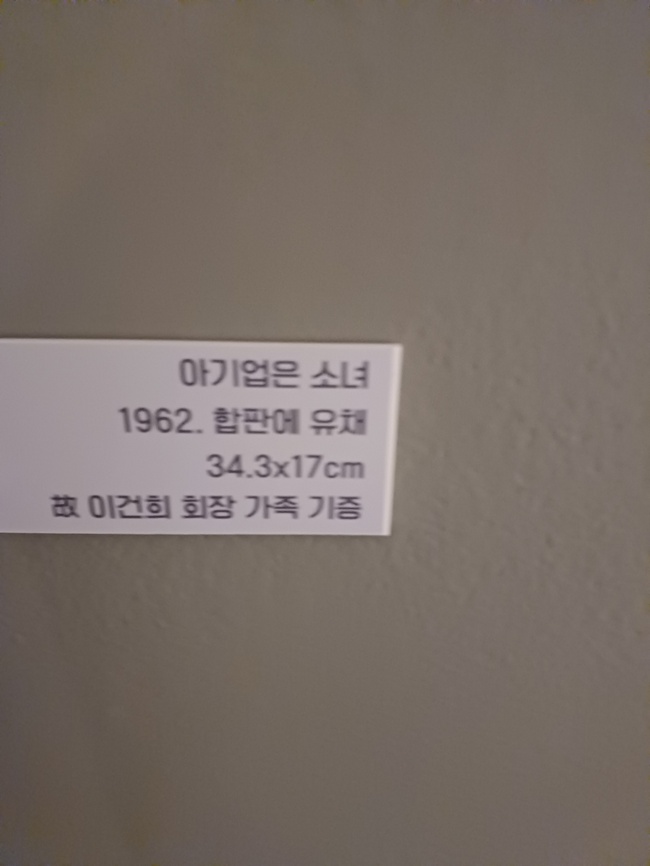 아기업은 소녀
1962. 합판에 유채
34.3x17cm
故 이건희 회장 가족 기증